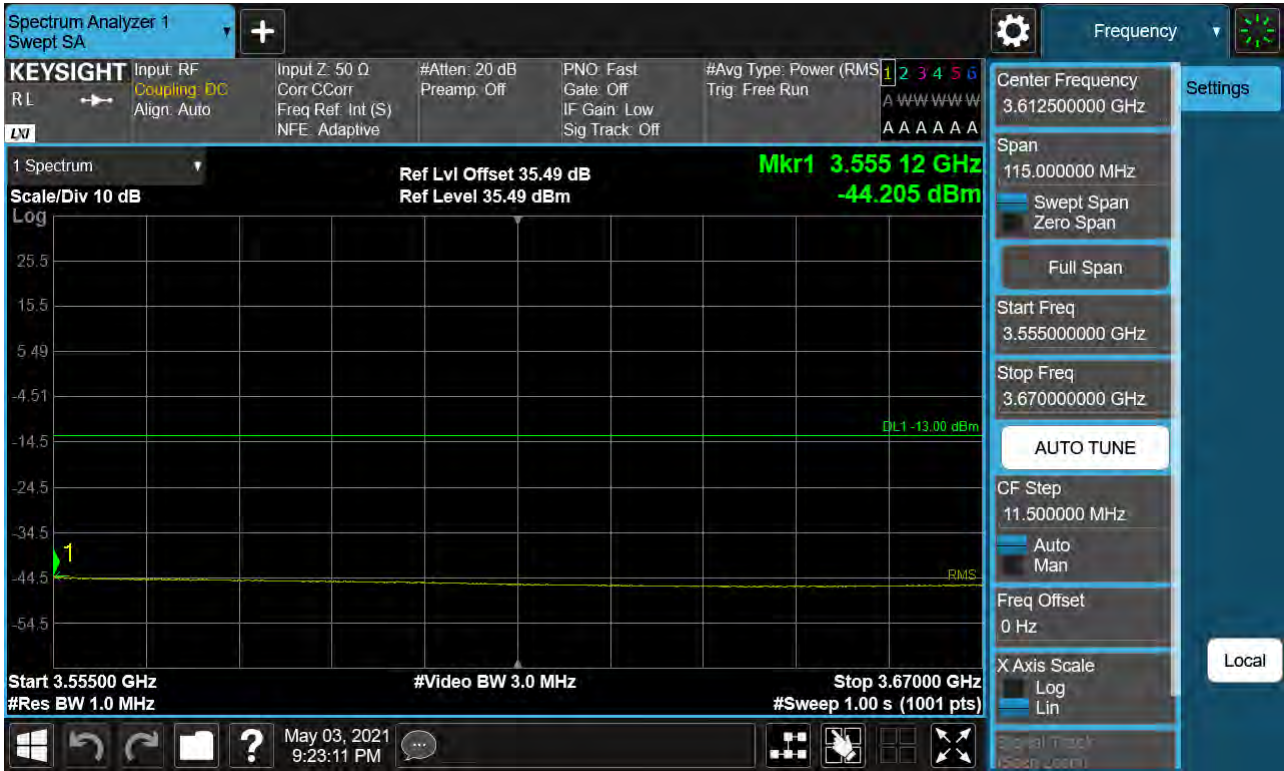 Spectrum Analyzer 1
Swept SA
Frequency
KEYSIGHT
RL
LXI
Input: RF
Coupling: DC
Align: Auto
Input Z: 50 Ω
Corr CCorr
Freq Ref: Int (S)
NFE: Adaptive
#Atten: 20 dB
Preamp: Off
PNO: Fast
Gate: Off
IF Gain: Low
Sig Track: Off
#Avg Type: Power (RMS
Trig: Free Run
1 2 3 4 5 6
A W W W W W
A A A A A A
1 Spectrum
Scale/Div 10 dB
Log
Ref Lvl Offset 35.49 dB
Ref Level 35.49 dBm
Mkr1 3.555 12 GHz
-44.205 dBm
25.5
15.5
5.49
-4.51
-14.5
-24.5
-34.5
-44.5
-54.5
DL1 -13.00 dBm
1
RMS
Start 3.55500 GHz
#Res BW 1.0 MHz
#Video BW 3.0 MHz
Stop 3.67000 GHz
#Sweep 1.00 s (1001 pts)
May 03, 2021
9:23:11 PM
Center Frequency
3.612500000 GHz
Settings
Span
115.000000 MHz
Swept Span
Zero Span
Full Span
Start Freq
3.555000000 GHz
Stop Freq
3.670000000 GHz
AUTO TUNE
CF Step
11.500000 MHz
Auto
Man
Freq Offset
0 Hz
X Axis Scale
Log
Lin
Local
Signal Track
(Span Zoom)